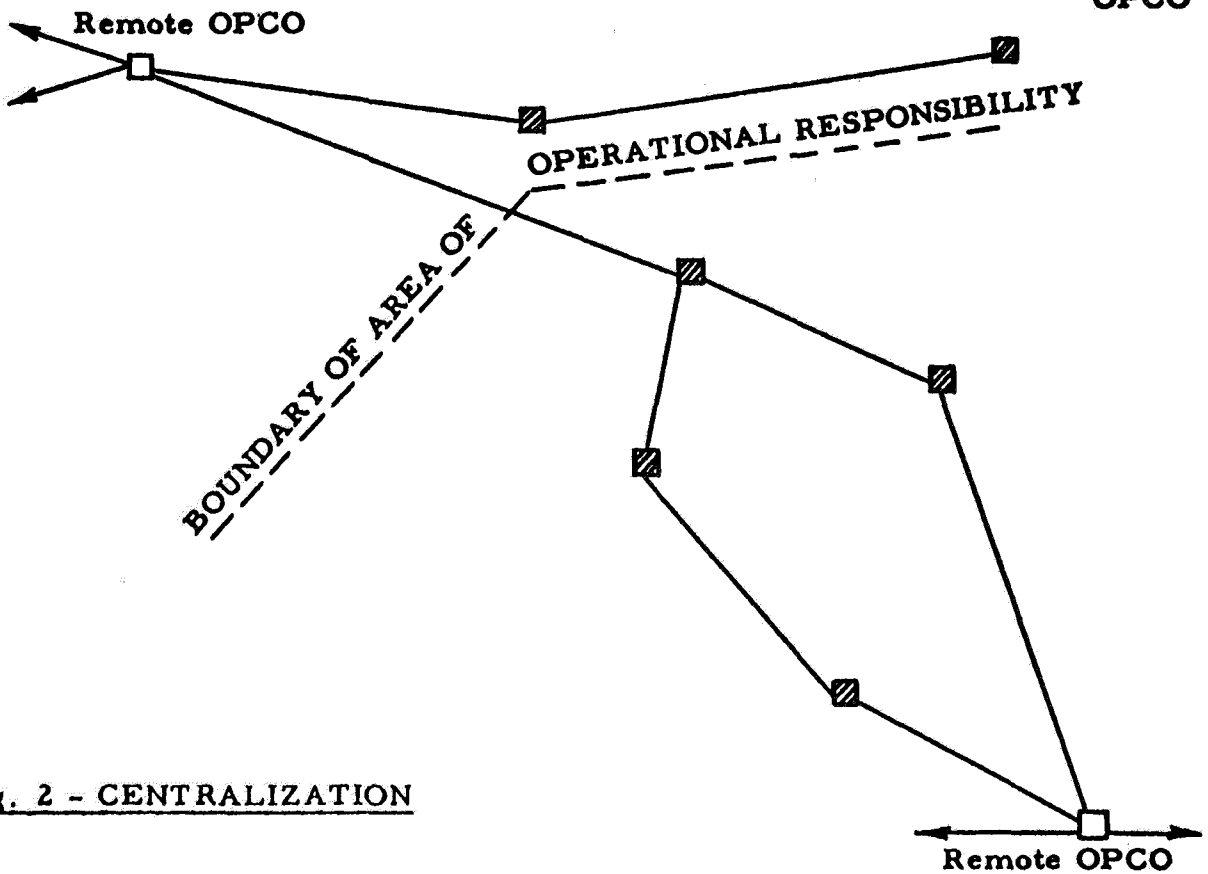 OPCO
Remote OPCO
OPERATIONAL RESPONSIBILITY
BOUNDARY OF AREA OF
. 2 - CENTRALIZATION
Remote OPCO